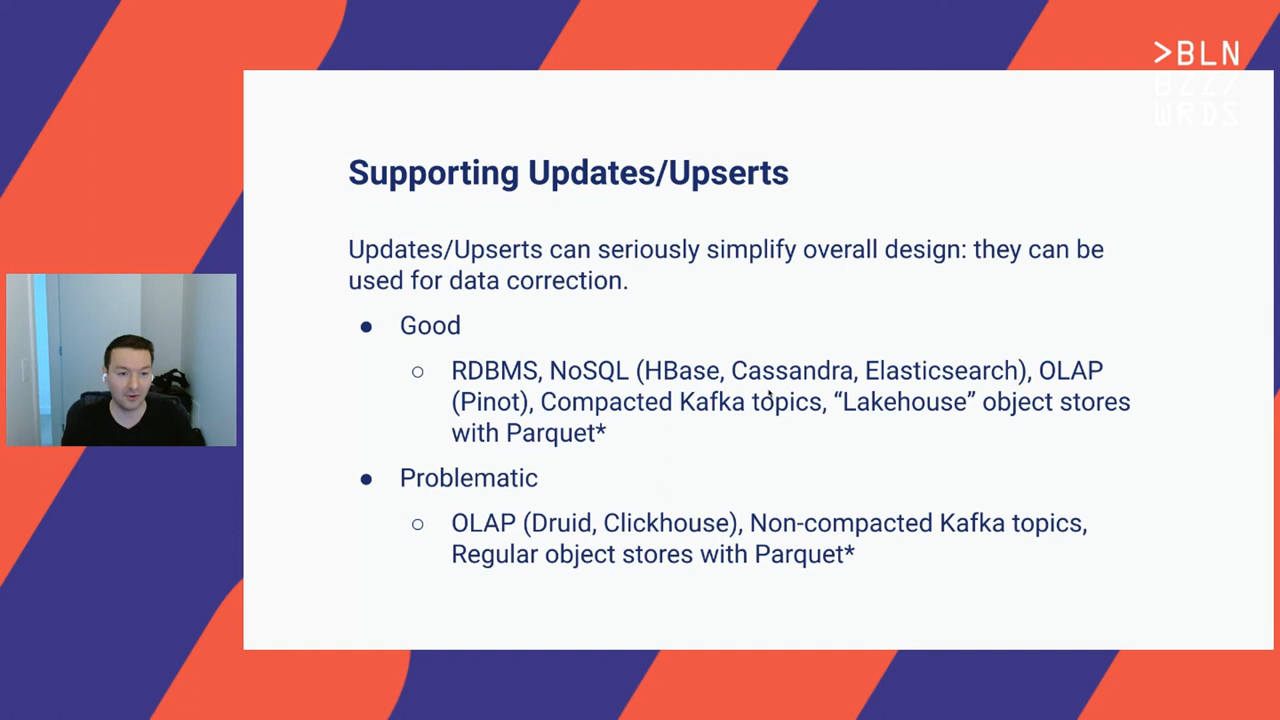 >BLN
BZZ/
WRDS
Supporting Updates/Upserts
Updates/Upserts can seriously simplify overall design: they can be
used for data correction.
● Good
○ RDBMS, NoSQL (HBase, Cassandra, Elasticsearch), OLAP
(Pinot), Compacted Kafka topics, “Lakehouse” object stores
with Parquet*
● Problematic
○ OLAP (Druid, Clickhouse), Non-compacted Kafka topics,
Regular object stores with Parquet*